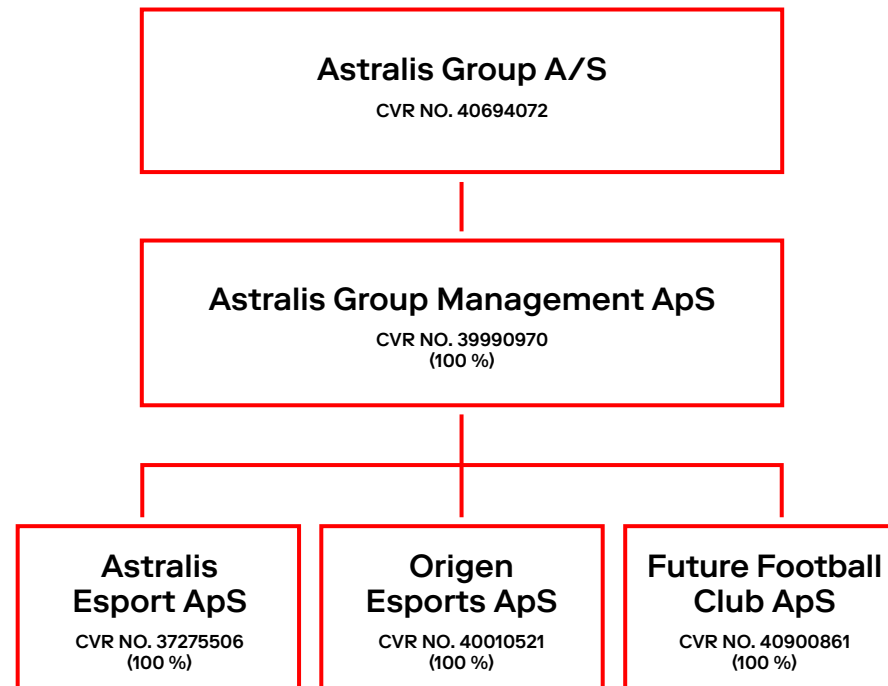 Astralis Group A/S
CVR NO. 40694072
Astralis Group Management ApS
CVR NO. 39990970
(100 %)
Astralis
Esport ApS
CVR NO. 37275506
(100 %)
Origen
Esports ApS
CVR NO. 40010521
(100 %)
Future Football
Club ApS
CVR NO. 40900861
(100 %)